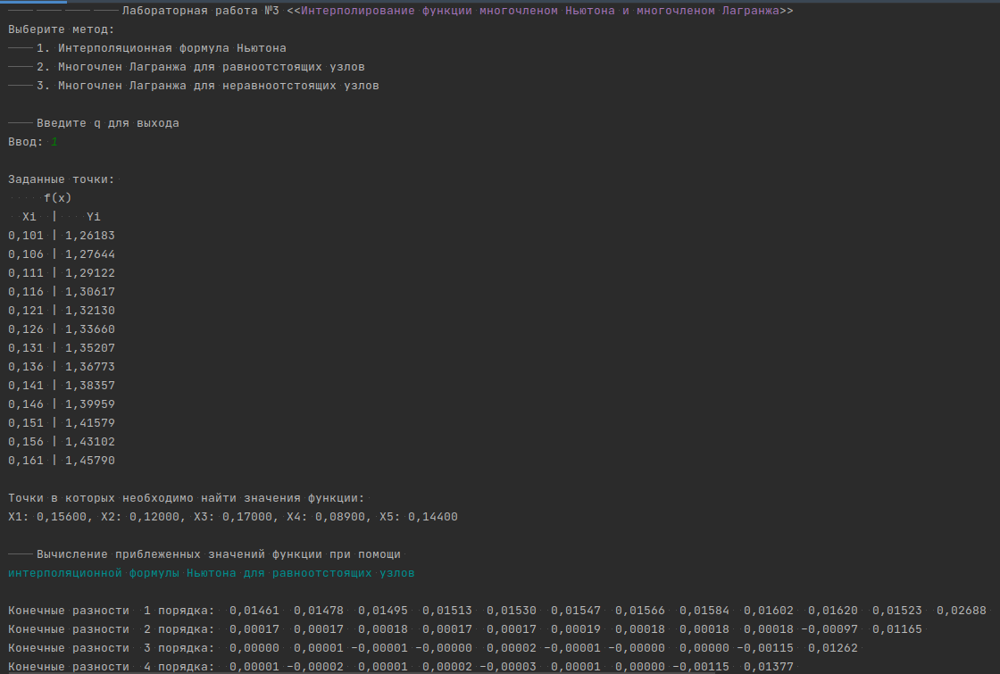 Лабораторная работа №3 <<Интерполирование функции многочленом Ньютона и многочленом Лагранжа>>
Выберите метод:
1. Интерполяционная формула Ньютона
2. Многочлен Лагранжа для равноотстоящих узлов
3. Многочлен Лагранжа для неравноотстоящих узлов
Введите q для выхода
Ввод: 1
Заданные точки:
f(x)
Xi | Yi
0,101 | 1,26183
0,106 | 1,27644
0,111 | 1,29122
0,116 | 1,30617
0,121 | 1,32130
0,126 | 1,33660
0,131 | 1,35207
0,136 | 1,36773
0,141 | 1,38357
0,146 | 1,39959
0,151 | 1,41579
0,156 | 1,43102
0,161 | 1,45790
Точки в которых необходимо найти значения функции:
X1: 0,15600, X2: 0,12000, X3: 0,17000, X4: 0,08900, X5: 0,14400
Вычисление приблеженных значений функции при помощи
интерполяционной формулы Ньютона для равноотстоящих узлов
Конечные разности 1 порядка: 0,01461 0,01478 0,01495 0,01513 0,01530 0,01547 0,01566 0,01584 0,01602 0,01620 0,01523 0,02688
Конечные разности 2 порядка: 0,00017 0,00017 0,00018 0,00017 0,00017 0,00019 0,00018 0,00018 0,00018 -0,00097 0,01165
Конечные разности 3 порядка: 0,00000 0,00001 -0,00001 -0,00000 0,00002 -0,00001 -0,00000 0,00000 -0,00115 0,01262
Конечные разности 4 порядка: 0,00001 -0,00002 0,00001 0,00002 -0,00003 0,00001 0,00000 -0,00115 0,01377